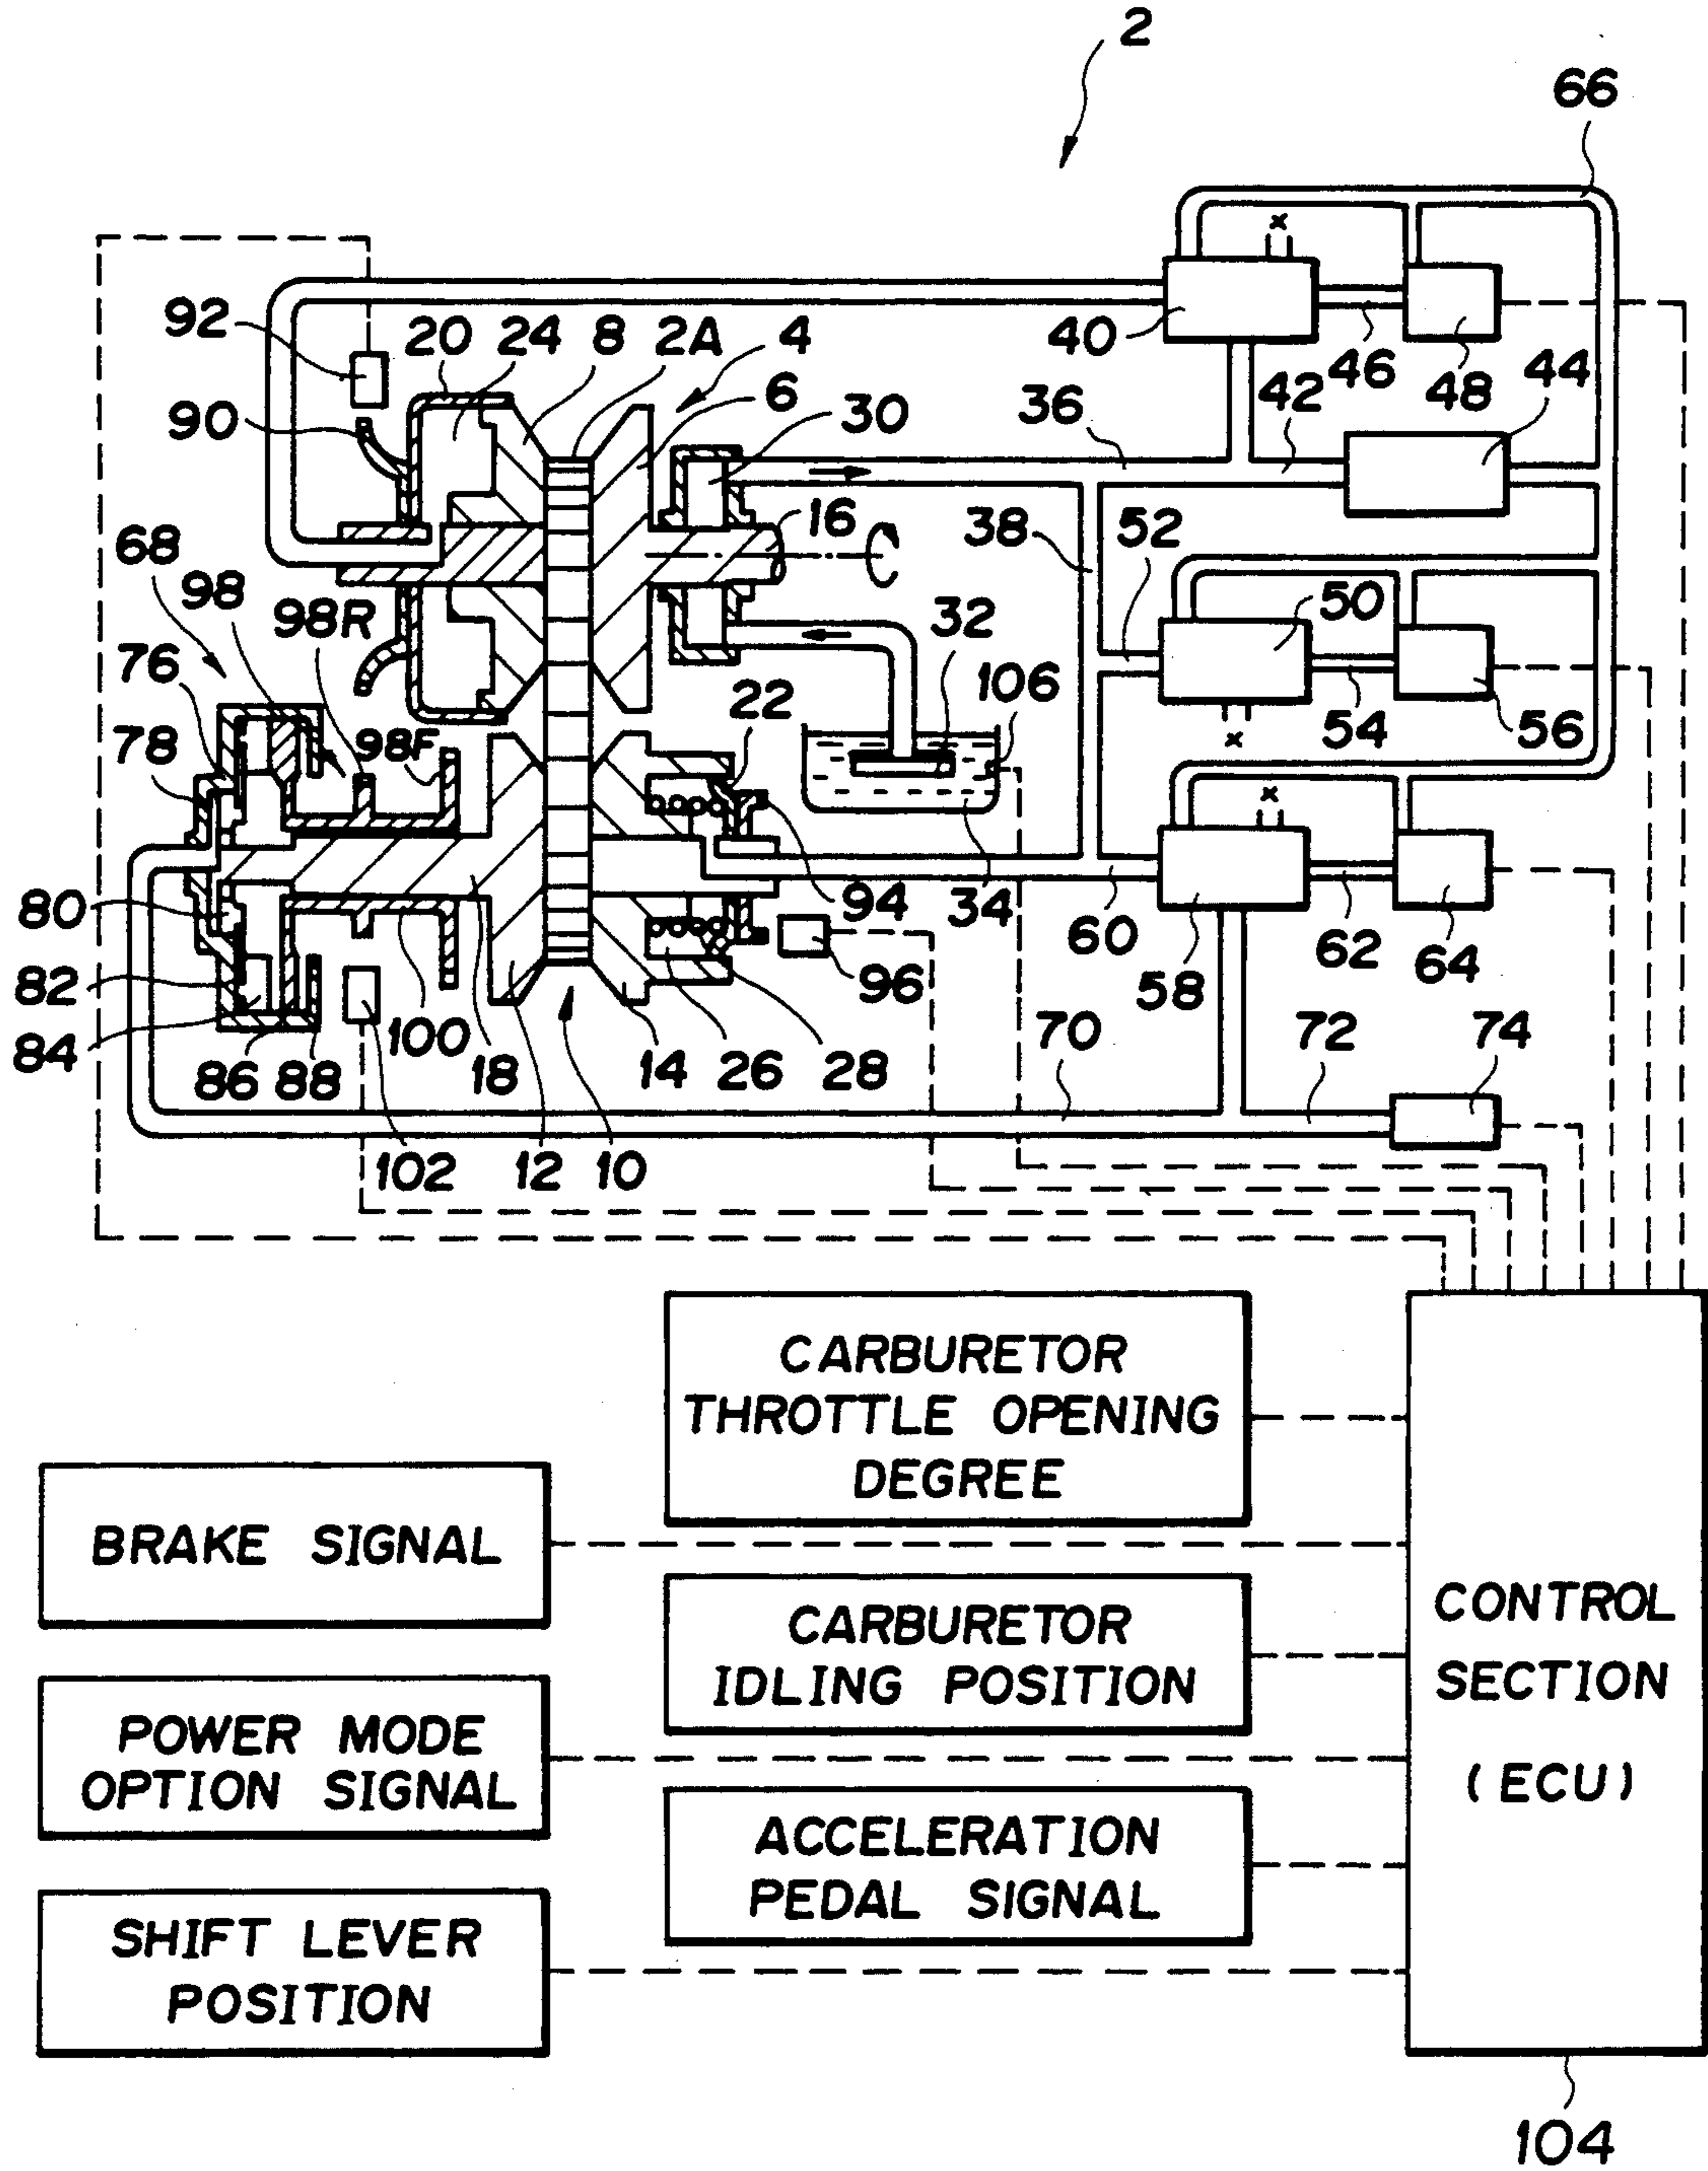 2
66
x
92
20 24 8 2A 4
40
46
48
44
6
30
36
42
90
16
68
98
38
52
98R
32
50
76
106
22
54
56
x
78
98F
x
80
94
34
60
62
64
82
96
58
84
100
70
72
74
86 88
18
14 26 28
102
12 10
CARBURETOR
THROTTLE OPENING
DEGREE
BRAKE SIGNAL
CARBURETOR
IDLING POSITION
CONTROL
SECTION
(ECU)
POWER MODE
OPTION SIGNAL
ACCELERATION
PEDAL SIGNAL
SHIFT LEVER
POSITION
104